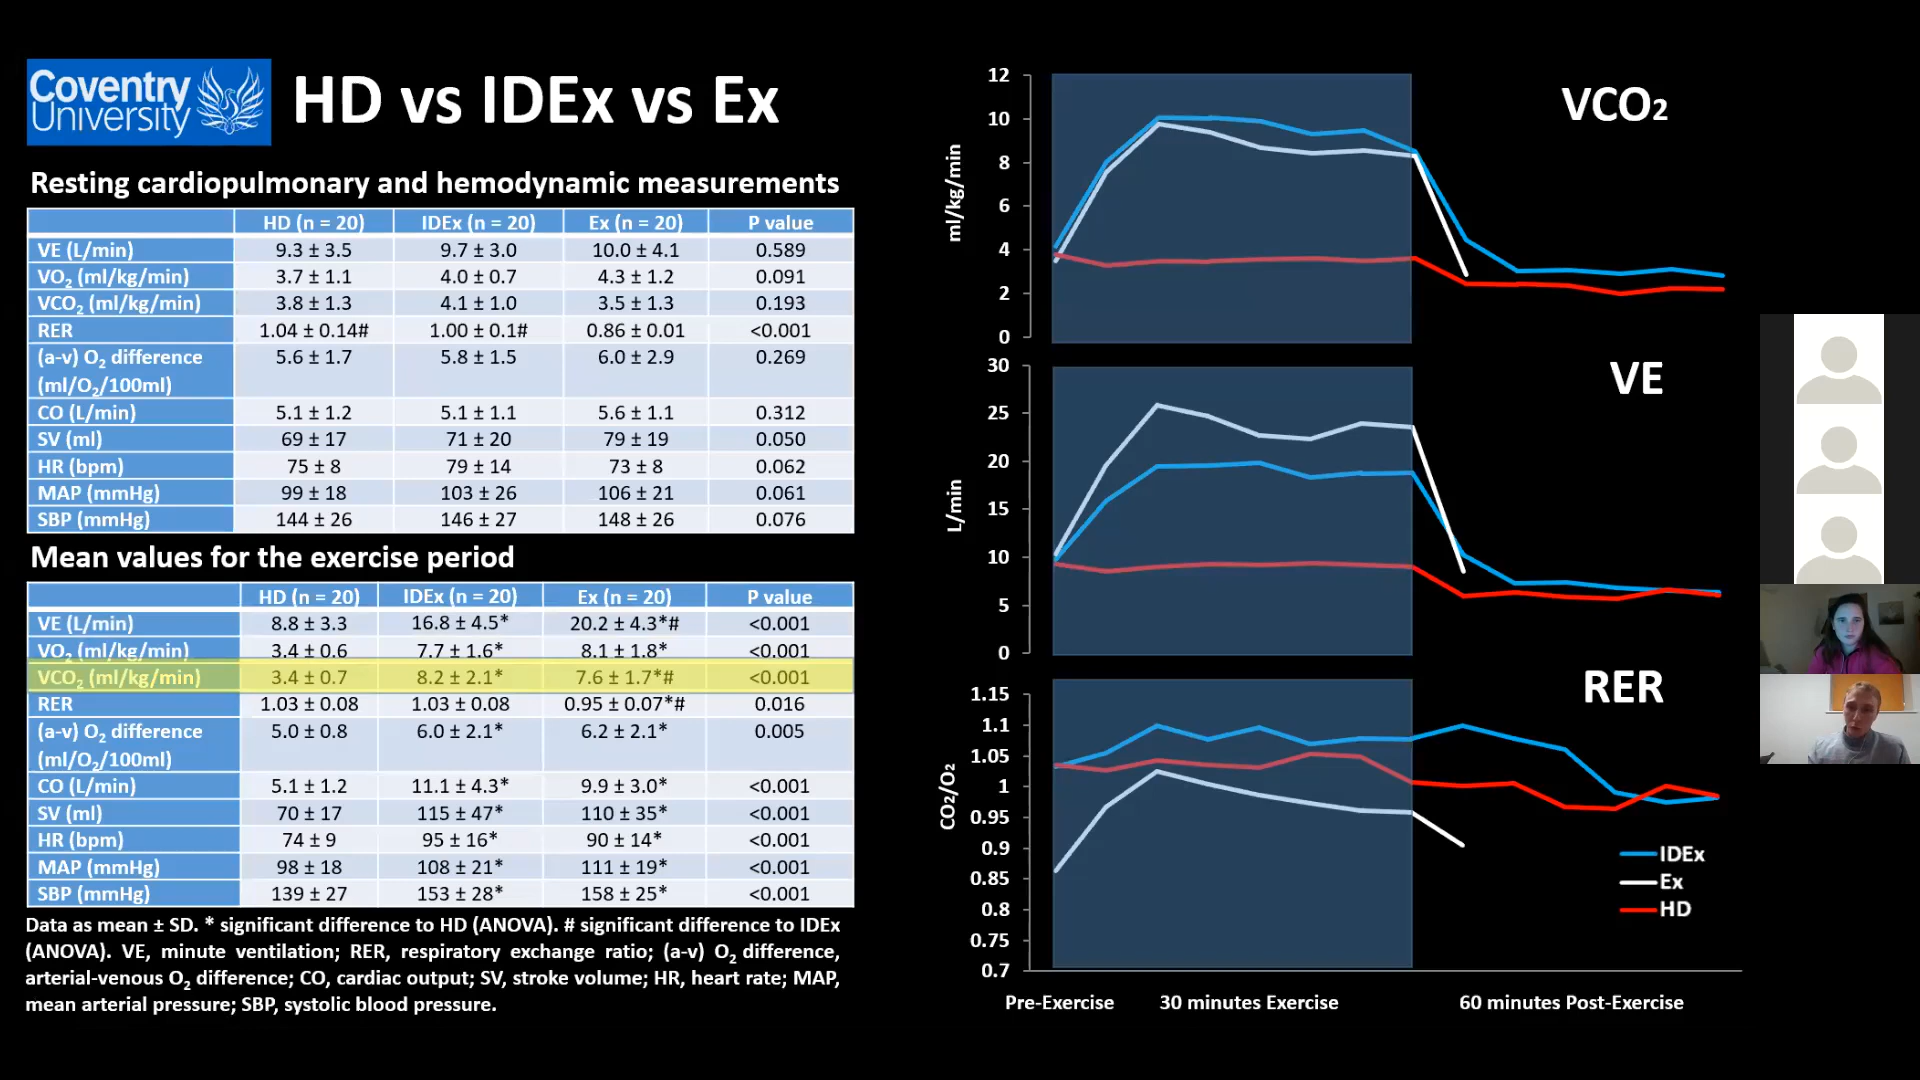 Coventry
University
HD vs IDEx vs Ex
Resting cardiopulmonary and hemodynamic measurements
HD (n = 20) IDEx (n = 20) Ex (n = 20) P value
VE (L/min) 9.3 ± 3.5 9.7 ± 3.0 10.0 ± 4.1 0.589
VO₂ (ml/kg/min) 3.7 ± 1.1 4.0 ± 0.7 4.3 ± 1.2 0.091
VCO₂ (ml/kg/min) 3.8 ± 1.3 4.1 ± 1.0 3.5 ± 1.3 0.193
RER 1.04 ± 0.14# 1.00 ± 0.1# 0.86 ± 0.01 <0.001
(a-v) O₂ difference 5.6 ± 1.7 5.8 ± 1.5 6.0 ± 2.9 0.269
(ml/O₂/100ml)
CO (L/min) 5.1 ± 1.2 5.1 ± 1.1 5.6 ± 1.1 0.312
SV (ml) 69 ± 17 71 ± 20 79 ± 19 0.050
HR (bpm) 75 ± 8 79 ± 14 73 ± 8 0.062
MAP (mmHg) 99 ± 18 103 ± 26 106 ± 21 0.061
SBP (mmHg) 144 ± 26 146 ± 27 148 ± 26 0.076
Mean values for the exercise period
HD (n = 20) IDEx (n = 20) Ex (n = 20) P value
VE (L/min) 8.8 ± 3.3 16.8 ± 4.5* 20.2 ± 4.3*# <0.001
VO₂ (ml/kg/min) 3.4 ± 0.6 7.7 ± 1.6* 8.1 ± 1.8* <0.001
VCO₂ (ml/kg/min) 3.4 ± 0.7 8.2 ± 2.1* 7.6 ± 1.7*# <0.001
RER 1.03 ± 0.08 1.03 ± 0.08 0.95 ± 0.07*# 0.016
(a-v) O₂ difference 5.0 ± 0.8 6.0 ± 2.1* 6.2 ± 2.1* 0.005
(ml/O₂/100ml)
CO (L/min) 5.1 ± 1.2 11.1 ± 4.3* 9.9 ± 3.0* <0.001
SV (ml) 70 ± 17 115 ± 47* 110 ± 35* <0.001
HR (bpm) 74 ± 9 95 ± 16* 90 ± 14* <0.001
MAP (mmHg) 98 ± 18 108 ± 21* 111 ± 19* <0.001
SBP (mmHg) 139 ± 27 153 ± 28* 158 ± 25* <0.001
Data as mean ± SD. * significant difference to HD (ANOVA). # significant difference to IDEx
(ANOVA). VE, minute ventilation; RER, respiratory exchange ratio; (a-v) O₂ difference,
arterial-venous O₂ difference; CO, cardiac output; SV, stroke volume; HR, heart rate; MAP,
mean arterial pressure; SBP, systolic blood pressure.
VCO₂
ml/kg/min
12
10
8
6
4
2
0
VE
L/min
30
25
20
15
10
5
0
RER
CO₂/O₂
1.15
1.1
1.05
1
0.95
0.9
0.85
0.8
0.75
0.7
IDEx
Ex
HD
Pre-Exercise 30 minutes Exercise 60 minutes Post-Exercise